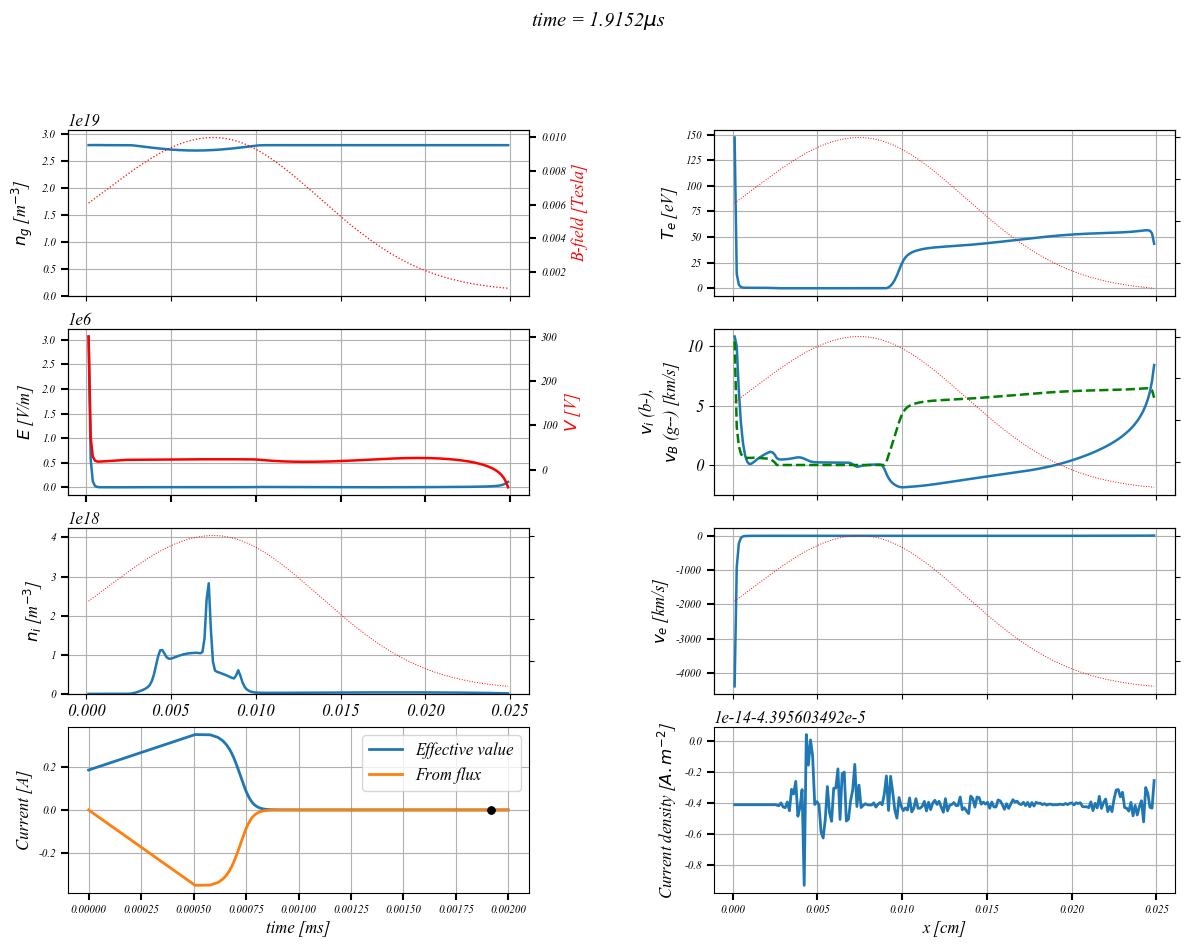 time = 1.9152μs
1e19
3.0
2.5
2.0
1.5
1.0
0.5
0.0
n_g [m⁻³]
0.010
0.008
0.006
0.004
0.002
B-field [Tesla]
150
125
100
75
50
25
0
T_e [eV]
1e6
3.0
2.5
2.0
1.5
1.0
0.5
0.0
E [V/m]
300
200
100
0
V [V]
10
5
0
v_i (b-),
v_B (g--) [km/s]
1e18
4
3
2
1
0
n_i [m⁻³]
0.000 0.005 0.010 0.015 0.020 0.025
0
-1000
-2000
-3000
-4000
v_e [km/s]
0.2
0.0
-0.2
Current [A]
Effective value
From flux
0.00000 0.00025 0.00050 0.00075 0.00100 0.00125 0.00150 0.00175 0.00200
time [ms]
1e-14-4.395603492e-5
0.0
-0.2
-0.4
-0.6
-0.8
Current density [A.m⁻²]
0.000 0.005 0.010 0.015 0.020 0.025
x [cm]